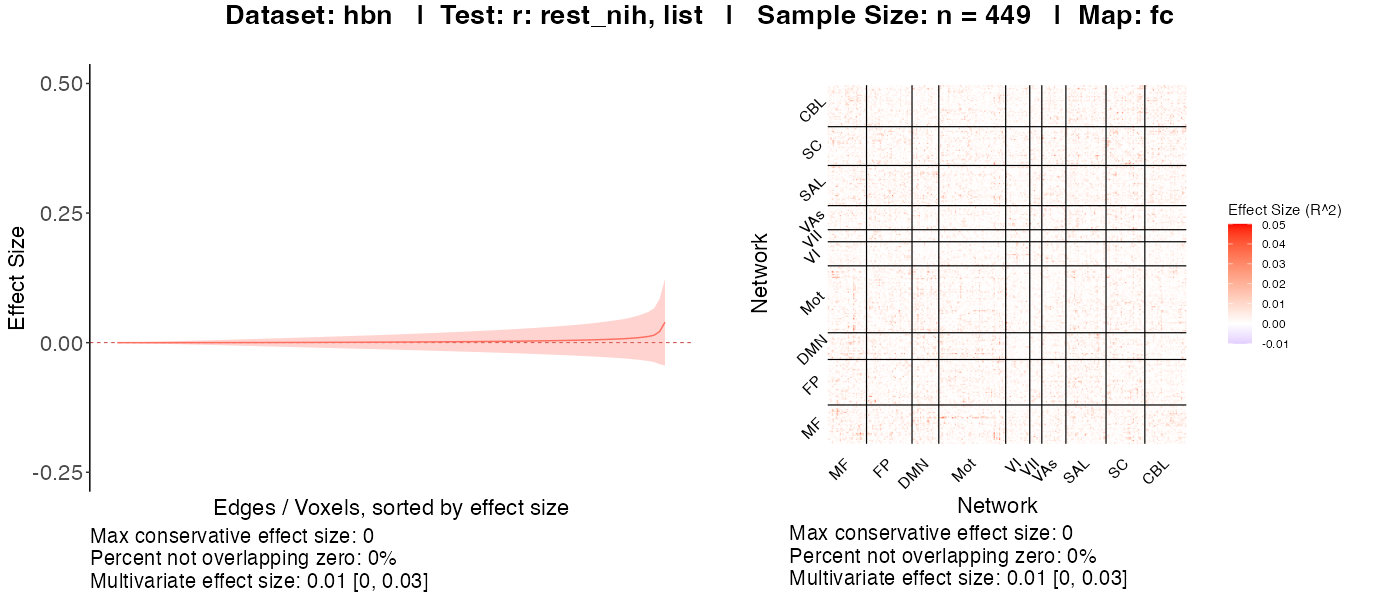 Dataset: hbn | Test: r: rest_nih, list | Sample Size: n = 449 | Map: fc
0.50
0.25
0.00
-0.25
Effect Size
Edges / Voxels, sorted by effect size
Max conservative effect size: 0
Percent not overlapping zero: 0%
Multivariate effect size: 0.01 [0, 0.03]
Network
CBL
SC
SAL
VAs
VII
VI
Mot
DMN
FP
MF
MF
FP
DMN
Mot
VI
VII
VAs
SAL
SC
CBL
Network
Max conservative effect size: 0
Percent not overlapping zero: 0%
Multivariate effect size: 0.01 [0, 0.03]
Effect Size (R^2)
0.05
0.04
0.03
0.02
0.01
0.00
-0.01